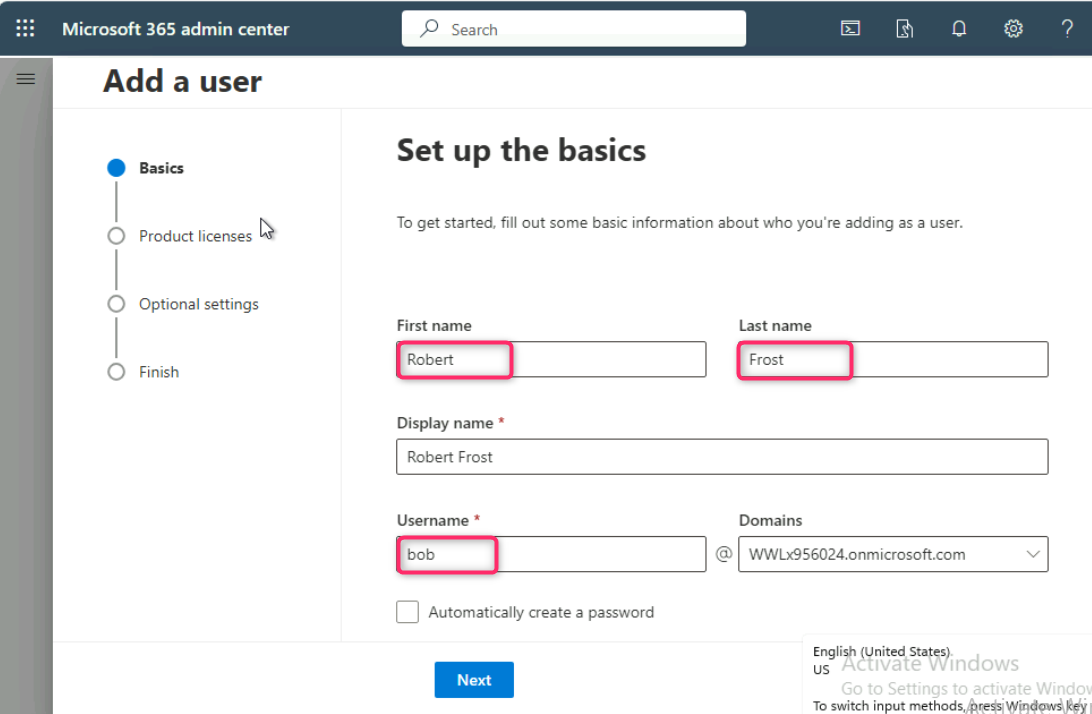 Microsoft 365 admin center
Search
?
Add a user
Basics
Product licenses
Optional settings
Finish
Set up the basics
To get started, fill out some basic information about who you're adding as a user.
First name
Last name
Robert
Frost
Display name *
Robert Frost
Username *
Domains
bob
@
WWLx956024.onmicrosoft.com
Automatically create a password
Next
English (United States)
US
Activate Windows
Go to Settings to activate
To switch input methods, press Windows key